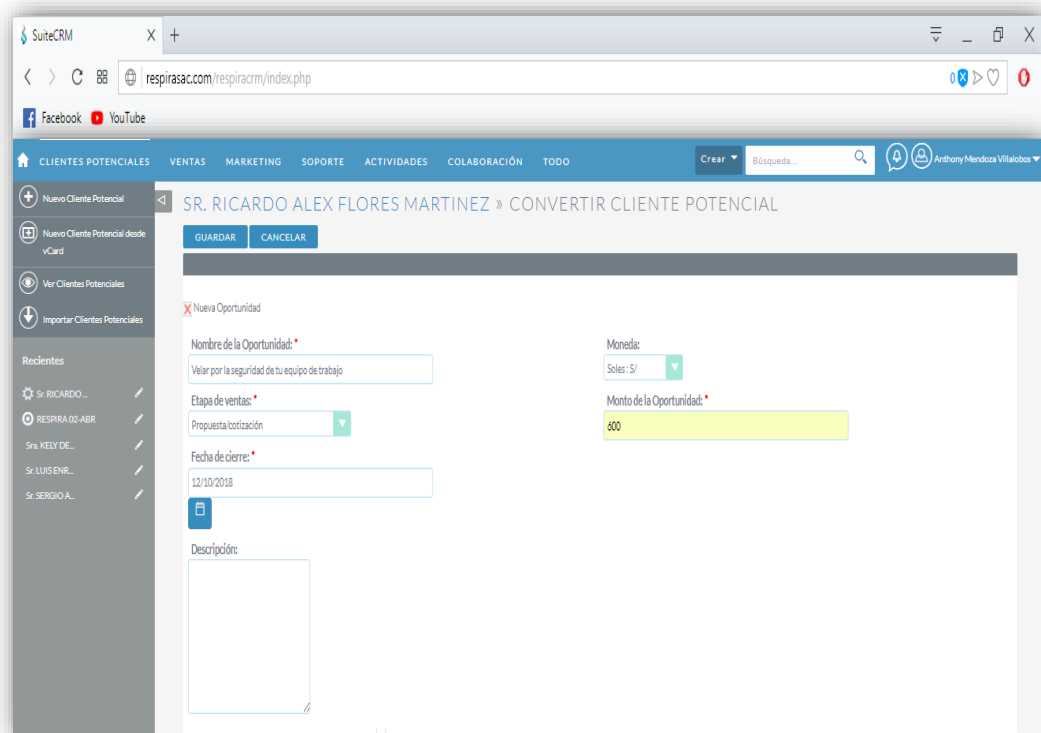 SuiteCRM
respirasac.com/respiracrm/index.php
0
Facebook YouTube
CLIENTES POTENCIALES VENTAS MARKETING SOPORTE ACTIVIDADES COLABORACIÓN TODO Crear Búsqueda... Anthony Mendoza Villalobos
Nuevo Cliente Potencial
Nuevo Cliente Potencial desde
vCard
Ver Clientes Potenciales
Importar Clientes Potenciales
Recientes
Sr. RICARDO ...
RESPIRA 02-ABR
Sra. KELY DE...
Sr. LUIS ENR...
Sr. SERGIO A...
SR. RICARDO ALEX FLORES MARTINEZ » CONVERTIR CLIENTE POTENCIAL
GUARDAR CANCELAR
Nueva Oportunidad
Nombre de la Oportunidad: * Moneda:
Velar por la seguridad de tu equipo de trabajo Soles : S/
Etapa de ventas: * Monto de la Oportunidad: *
Propuesta/cotización 600
Fecha de cierre: *
12/10/2018
Descripción: